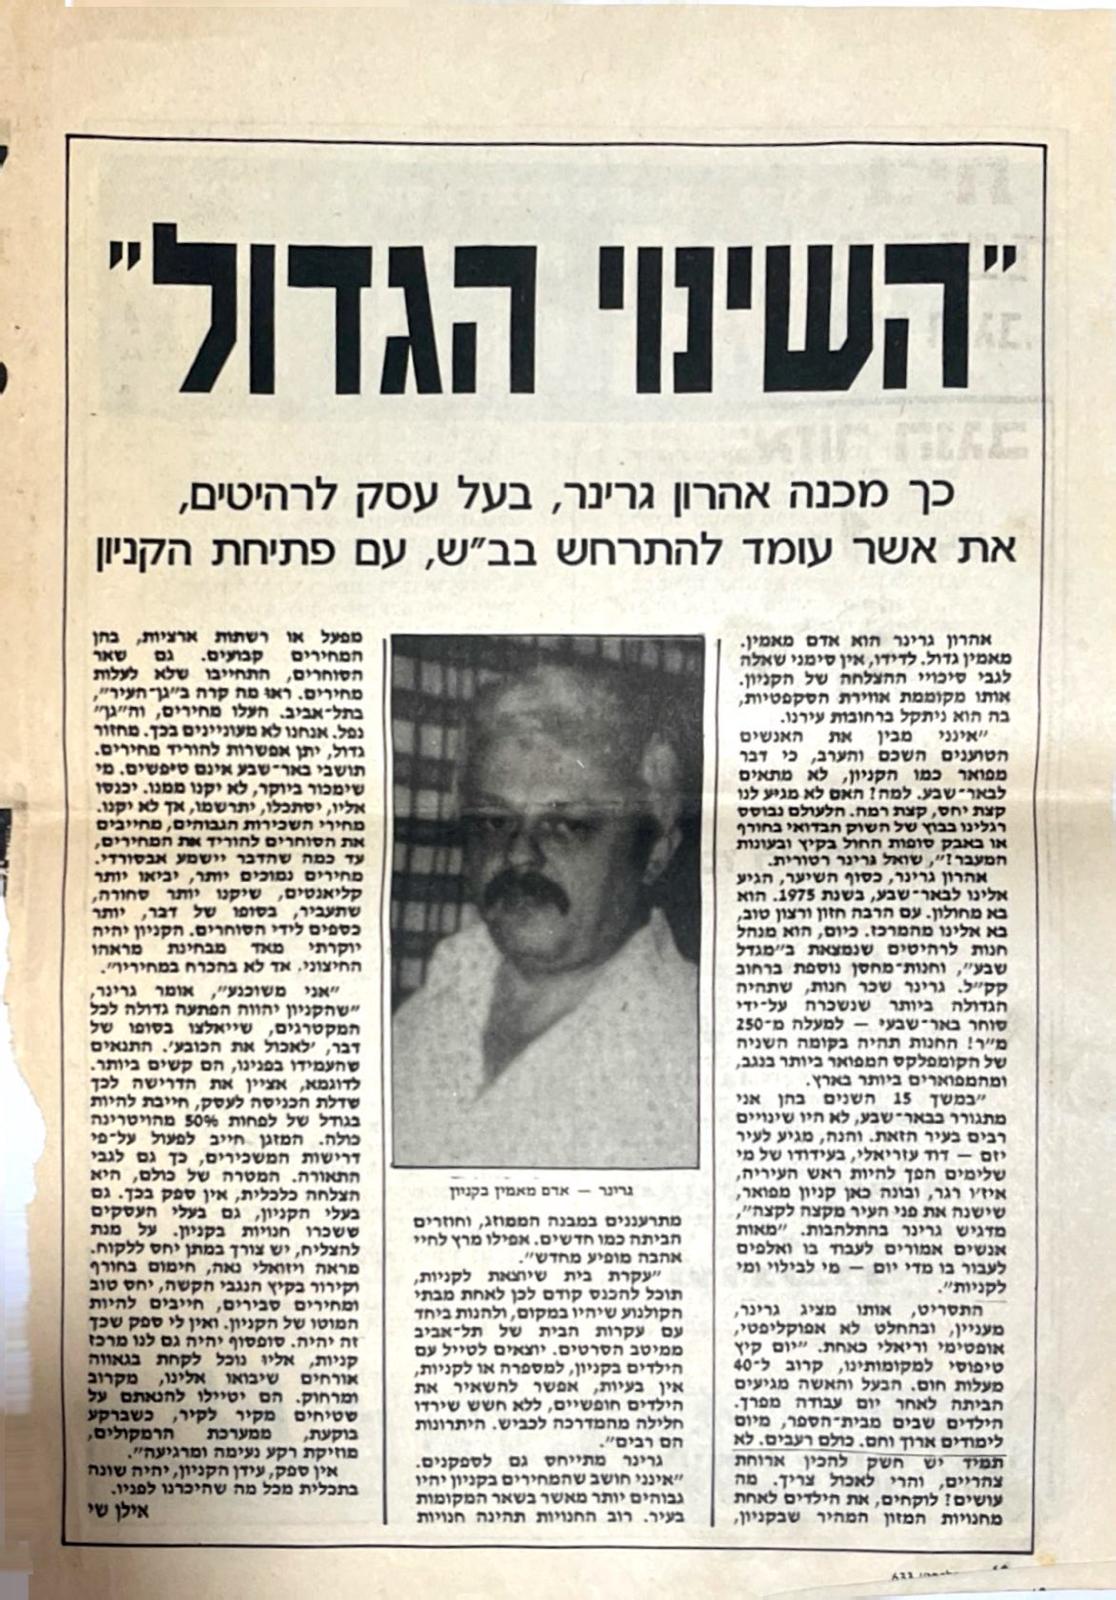 "השינוי הגדול"
כך מכנה אהרון גרינר, בעל עסק לרהיטים,
את אשר עומד להתרחש בב"ש, עם פתיחת הקניון
אהרון גרינר הוא אדם מאמין.
מאמין גדול. לדידו, אין סימני שאלה
לגבי סיכויי ההצלחה של הקניון.
אותו מקוממת אווירת הסקפטיות,
בה הוא ניתקל ברחובות עירנו.
"אינני מבין את האנשים
הטוענים השכם והערב, כי דבר
מפואר כמו הקניון, לא מתאים
לבאר־שבע. למה? האם לא מגיע לנו
קצת יחס, קצת רמה. הלעולם נבוסס
רגלינו בבוץ של השוק הבדואי בחורף
או באבק סופות החול בקיץ ובעונות
המעבר?", שואל גרינר רטורית.
אהרון גרינר, כסוף השיער, הגיע
אלינו לבאר־שבע, בשנת 1975. הוא
בא מחולון. עם הרבה חזון ורצון טוב,
בא אלינו מהמרכז. כיום, הוא מנהל
חנות לרהיטים שנמצאת ב"מגדל
שבע", וחנות־מחסן נוספת ברחוב
קק"ל. גרינר שכר חנות, שתהיה
הגדולה ביותר שנשכרה על־ידי
סוחר באר־שבעי — למעלה מ־250
מ"ר! החנות תהיה בקומה השניה
של הקומפלקס המפואר ביותר בנגב,
ומהמפוארים ביותר בארץ.
"במשך 15 השנים בהן אני
מתגורר בבאר־שבע, לא היו שינויים
רבים בעיר הזאת. והנה, מגיע לעיר
יזם — דוד עזריאלי, בעידודו של מי
שלימים הפך להיות ראש העיריה,
איז'ו רגר, ובונה כאן קניון מפואר,
שישנה את פני העיר מקצה לקצה",
מדגיש גרינר בהתלהבות. "מאות
אנשים אמורים לעבוד בו ואלפים
לעבור בו מדי יום — מי לבילוי ומי
לקניות".
התסריט, אותו מציג גרינר,
מעניין, ובהחלט לא אפוקליפטי,
אופטימי וריאלי כאחת. "יום קיץ
טיפוסי למקומותינו, קרוב ל־40
מעלות חום. הבעל והאשה מגיעים
הביתה לאחר יום עבודה מפרך.
הילדים שבים מבית־הספר, מיום
לימודים ארוך וחם. כולם רעבים. לא
תמיד יש חשק להכין ארוחת
צהריים, והרי לאכול צריך. מה
עושים? לוקחים, את הילדים לאחת
מחנויות המזון המהיר שבקניון,
גרינר — אדם מאמין בקניון
מתרעננים במבנה הממוזג, וחוזרים
הביתה כמו חדשים. אפילו מרץ לחיי
אהבה מופיע מחדש".
"עקרת בית שיוצאת לקניות,
תוכל להכנס קודם לכן לאחת מבתי
הקולנוע שיהיו במקום, ולהנות ביחד
עם עקרות הבית של תל־אביב
ממיטב הסרטים. יוצאים לטייל עם
הילדים בקניון, למספרה או לקניות,
אין בעיות, אפשר להשאיר את
הילדים חופשיים, ללא חשש שירדו
חלילה מהמדרכה לכביש. היתרונות
הם רבים".
גרינר מתייחס גם לספקנים.
"אינני חושב שהמחירים בקניון יהיו
גבוהים יותר מאשר בשאר המקומות
בעיר. רוב החנויות תהינה חנויות
מפעל או רשתות ארציות, בהן
המחירים קבועים. גם שאר
הסוחרים, התחייבו שלא לעלות
מחירים. ראו מה קרה ב"גן־העיר",
בתל־אביב. העלו מחירים, וה"גן"
נפל. אנחנו לא מעוניינים בכך. מחזור
גדול, יתן אפשרות להוריד מחירים.
תושבי באר־שבע אינם טיפשים. מי
שימכור ביוקר, לא יקנו ממנו. יכנסו
אליו, יסתכלו, יתרשמו, אך לא יקנו.
מחירי השכירות הגבוהים, מחייבים
את הסוחרים להוריד את המחירים,
עד כמה שהדבר יישמע אבסורדי.
מחירים נמוכים יותר, יביאו יותר
קליאנטים, שיקנו יותר סחורה,
שתעביר, בסופו של דבר, יותר
כספים לידי הסוחרים. הקניון יהיה
יוקרתי מאד מבחינת מראהו
החיצוני, אד לא בהכרח במחיריו".
"אני משוכנע", אומר גרינר,
"שהקניון יהווה הפתעה גדולה לכל
המקטרגים, שייאלצו בסופו של
דבר, 'לאכול את הכובע'. התנאים
שהעמידו בפנינו, הם קשים ביותר.
לדוגמא, אציין את הדרישה לכך
שדלת הכניסה לעסק, חייבת להיות
בגודל של לפחות 50% מהויטרינה
כולה. המזגן חייב לפעול על־פי
דרישות המשכירים, כך גם לגבי
התאורה. המטרה של כולם, היא
הצלחה כלכלית, אין ספק בכך. גם
בעלי הקניון, גם בעלי העסקים
ששכרו חנויות בקניון. על מנת
להצליח, יש צורך במתן יחס ללקוח.
מראה ויזואלי נאה, חימום בחורף
וקירור בקיץ הנגבי הקשה, יחס טוב
ומחירים סבירים, חייבים להיות
המוטו של הקניון. ואין לי ספק שכך
זה יהיה. סופסוף יהיה גם לנו מרכז
קניות, אליו נוכל לקחת בגאווה
אורחים שיבואו אלינו, מקרוב
ומרחוק. הם יטיילו להנאתם על
שטיחים מקיר לקיר, כשברקע
בוקעת, ממערכת הרמקולים,
מוזיקת רקע נעימה ומרגיעה".
אין ספק, עידן הקניון, יהיה שונה
בתכלית מכל מה שהיכרנו לפניו.
אילן שי